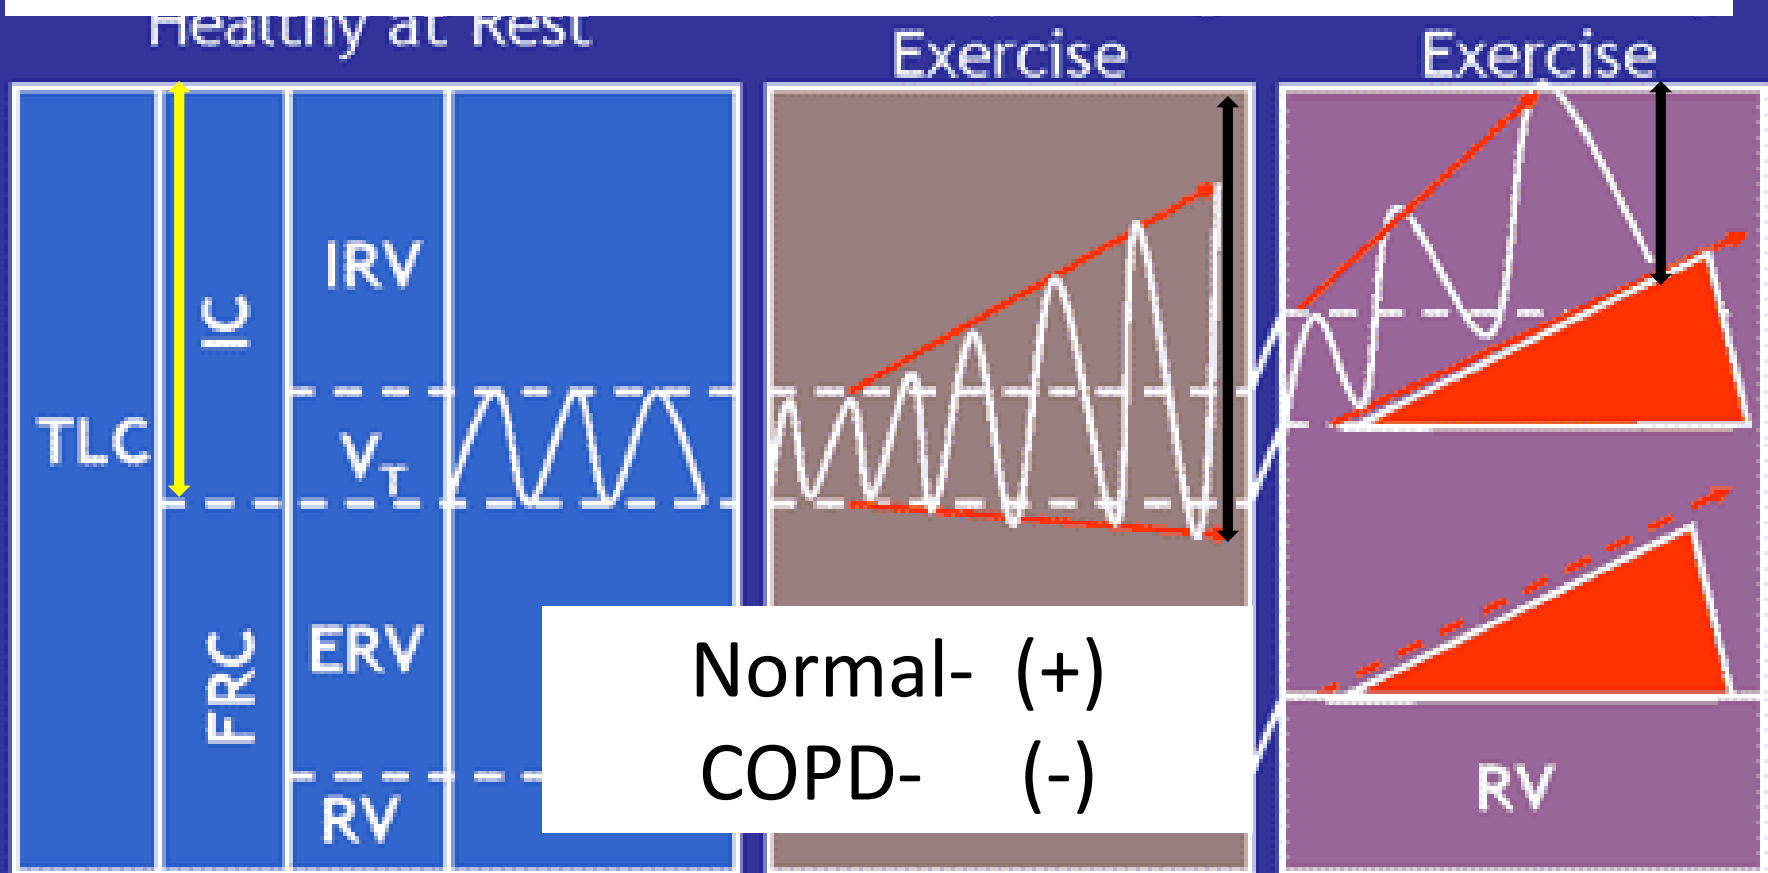 Healthy at Rest
Exercise
Exercise
TLC
IC
FRC
IRV
VT
ERV
RV
Normal- (+)
COPD- (-)
RV